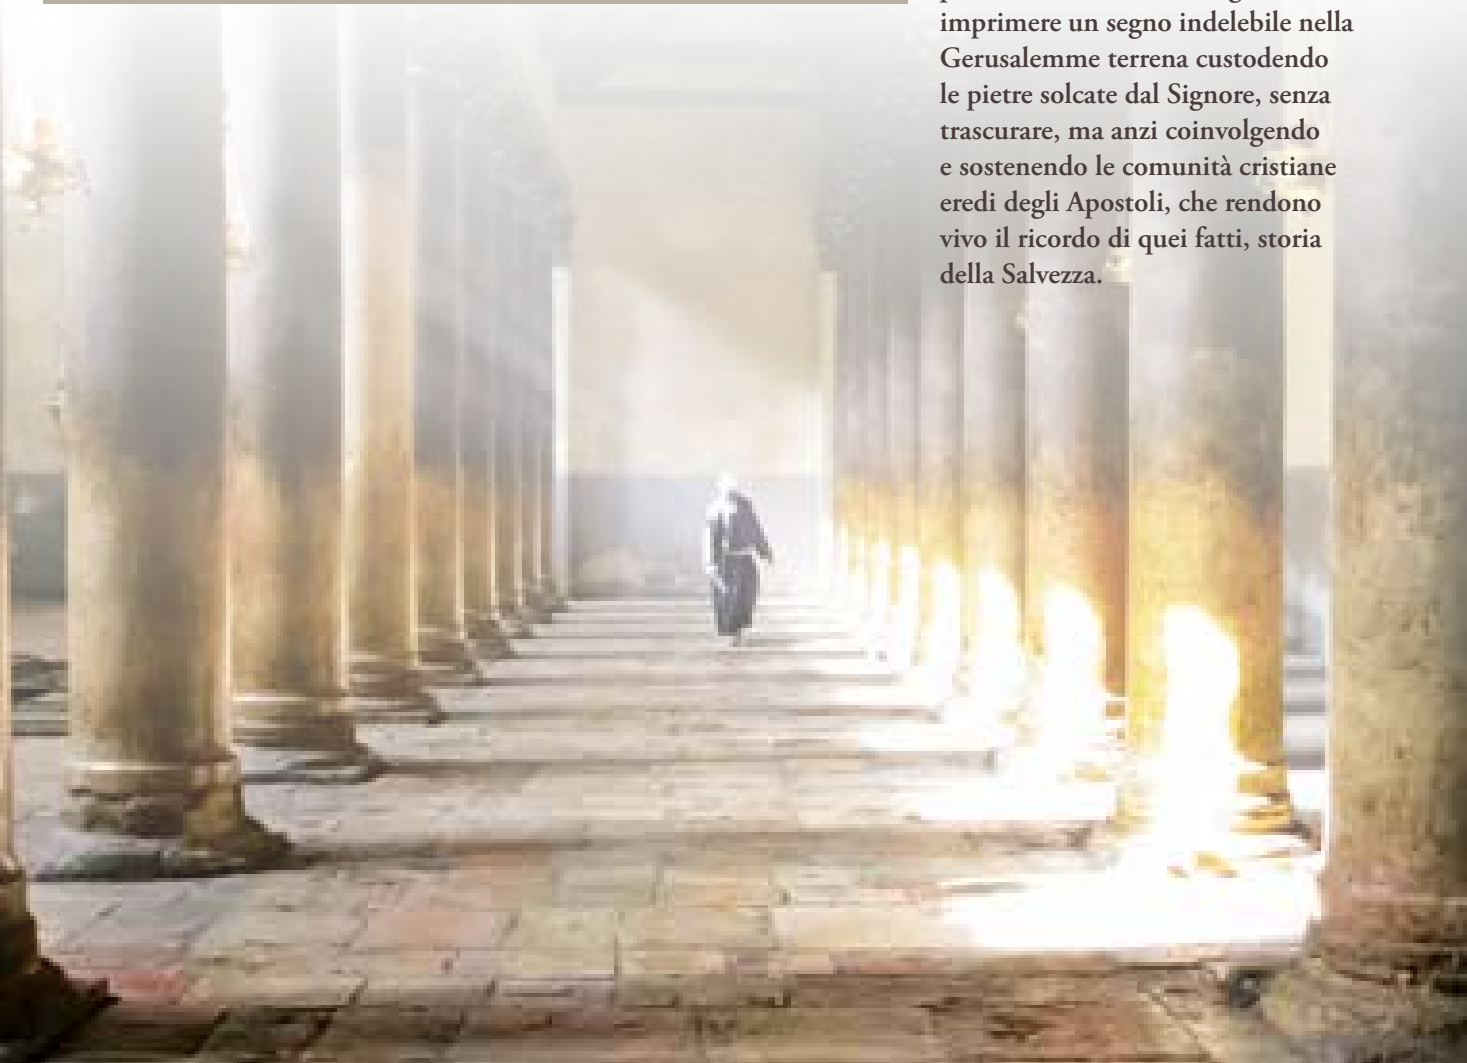 imprimere un segno indelebile nella
Gerusalemme terrena custodendo
le pietre solcate dal Signore, senza
trascurare, ma anzi coinvolgendo
e sostenendo le comunità cristiane
eredi degli Apostoli, che rendono
vivo il ricordo di quei fatti, storia
della Salvezza.